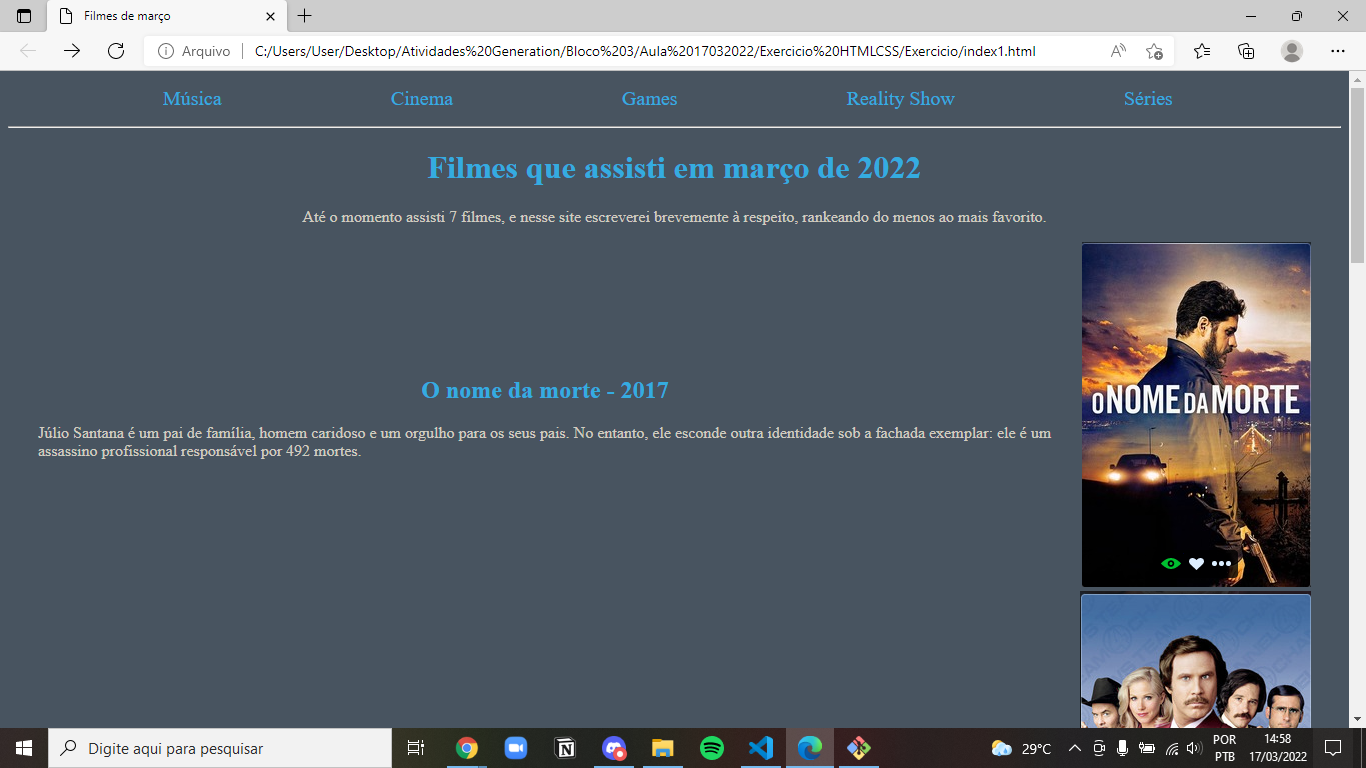 Filmes de março
Arquivo
C:/Users/User/Desktop/Atividades%20Generation/Bloco%203/Aula%2017032022/Exercicio%20HTMLCSS/Exercicio/index1.html
Música Cinema Games Reality Show Séries
Filmes que assisti em março de 2022
Até o momento assisti 7 filmes, e nesse site escreverei brevemente à respeito, rankeando do menos ao mais favorito.
O nome da morte - 2017
Júlio Santana é um pai de família, homem caridoso e um orgulho para os seus pais. No entanto, ele esconde outra identidade sob a fachada exemplar: ele é um
assassino profissional responsável por 492 mortes.
O NOME DA MORTE
Digite aqui para pesquisar
29°C
POR
PTB
14:58
17/03/2022